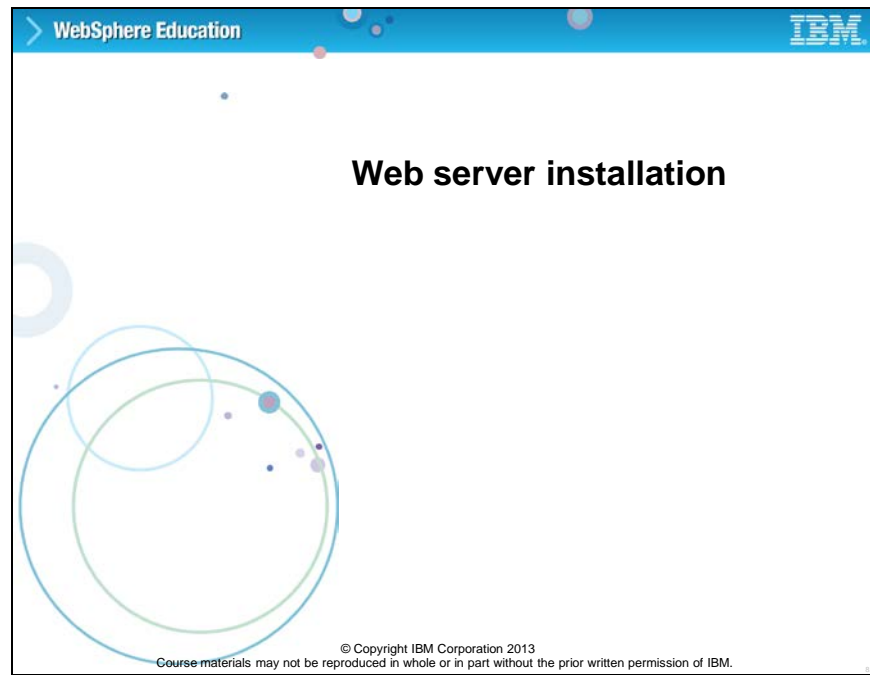 WebSphere Education
IBM
Web server installation
© Copyright IBM Corporation 2013
Course materials may not be reproduced in whole or in part without the prior written permission of IBM.